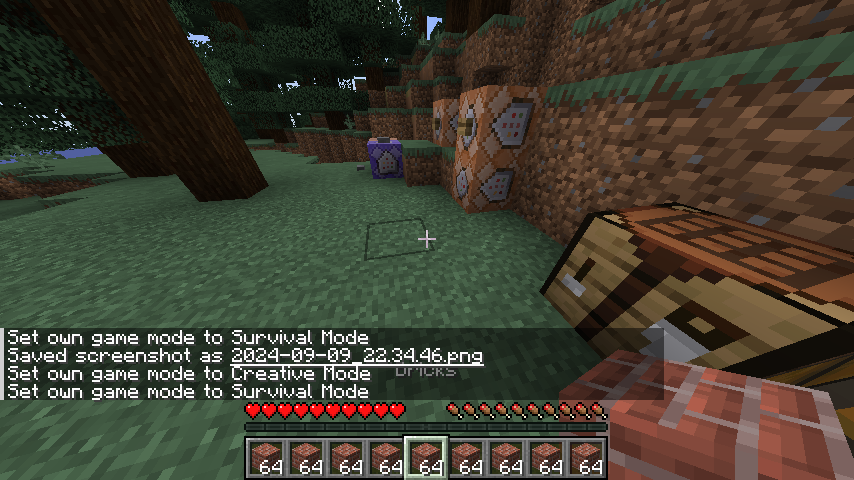 Set own game mode to Survival Mode
Saved screenshot as 2024-09-09_22.34.46.png
Set own game mode to Creative Mode
Bricks
Set own game mode to Survival Mode
64 64 64 64 64 64 64 64 64